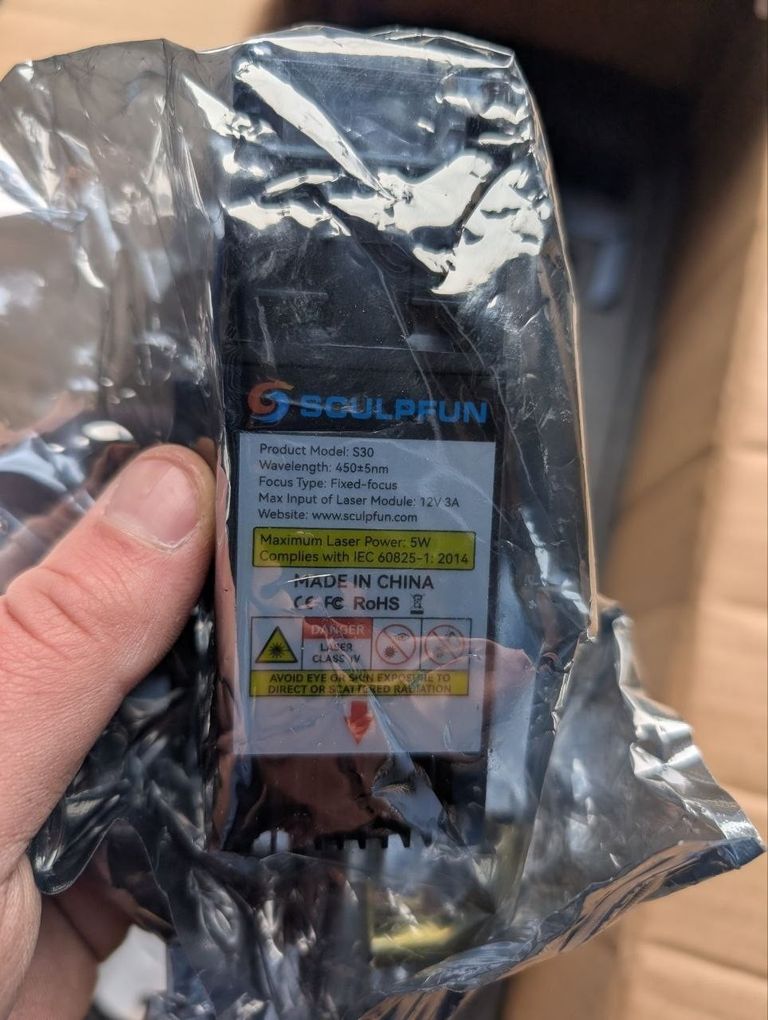 SCULPFUN
Product Model: S30
Wavelength: 450±5nm
Focus Type: Fixed-focus
Max Input of Laser Module: 12V 3A
Website: www.sculpfun.com
Maximum Laser Power: 5W
Complies with IEC 60825-1: 2014
MADE IN CHINA
CE FC RoHS
DANGER
LASER
CLASS IV
AVOID EYE OR SKIN EXPOSURE TO
DIRECT OR SCATTERED RADIATION